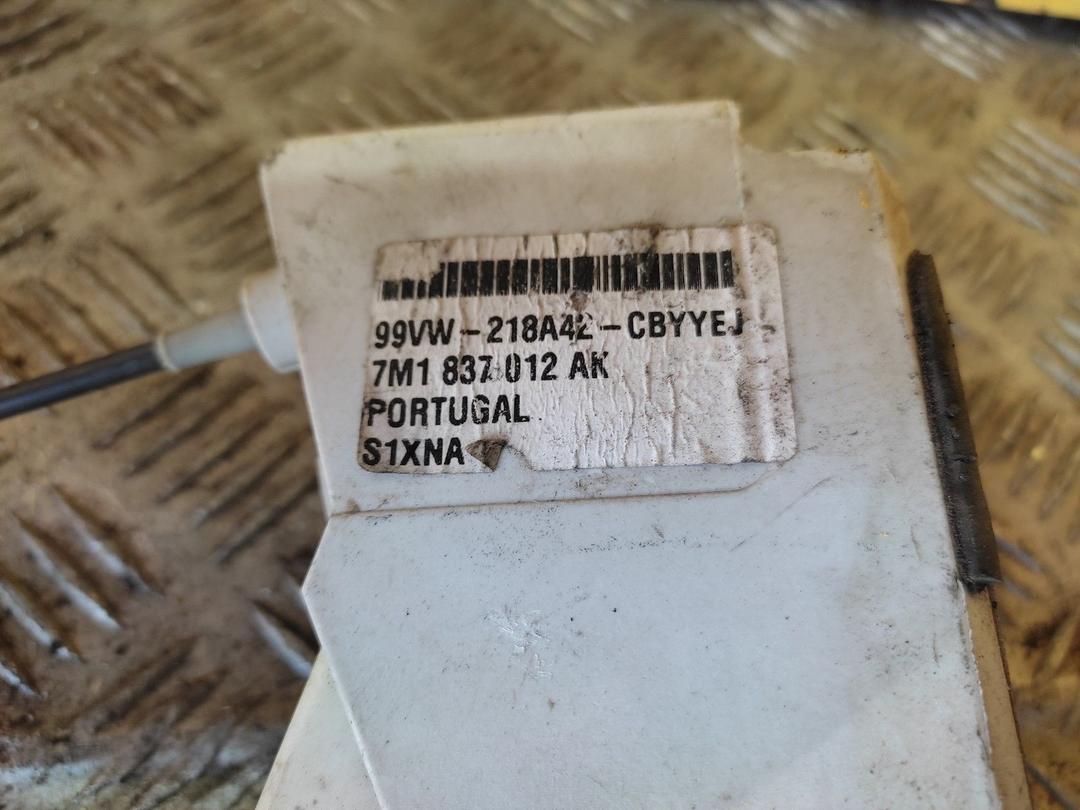 99VW-218A42-CBYYEJ
7M1 837 012 AK
PORTUGAL
S1XNA